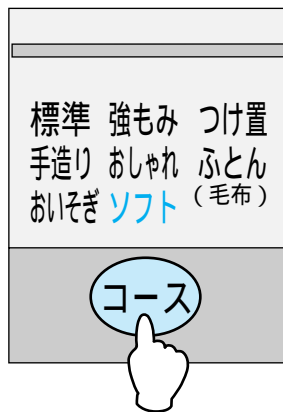 標準 強もみ つけ置
手造り おしゃれ ふとん
おいそぎ ソフト (毛布)
コース